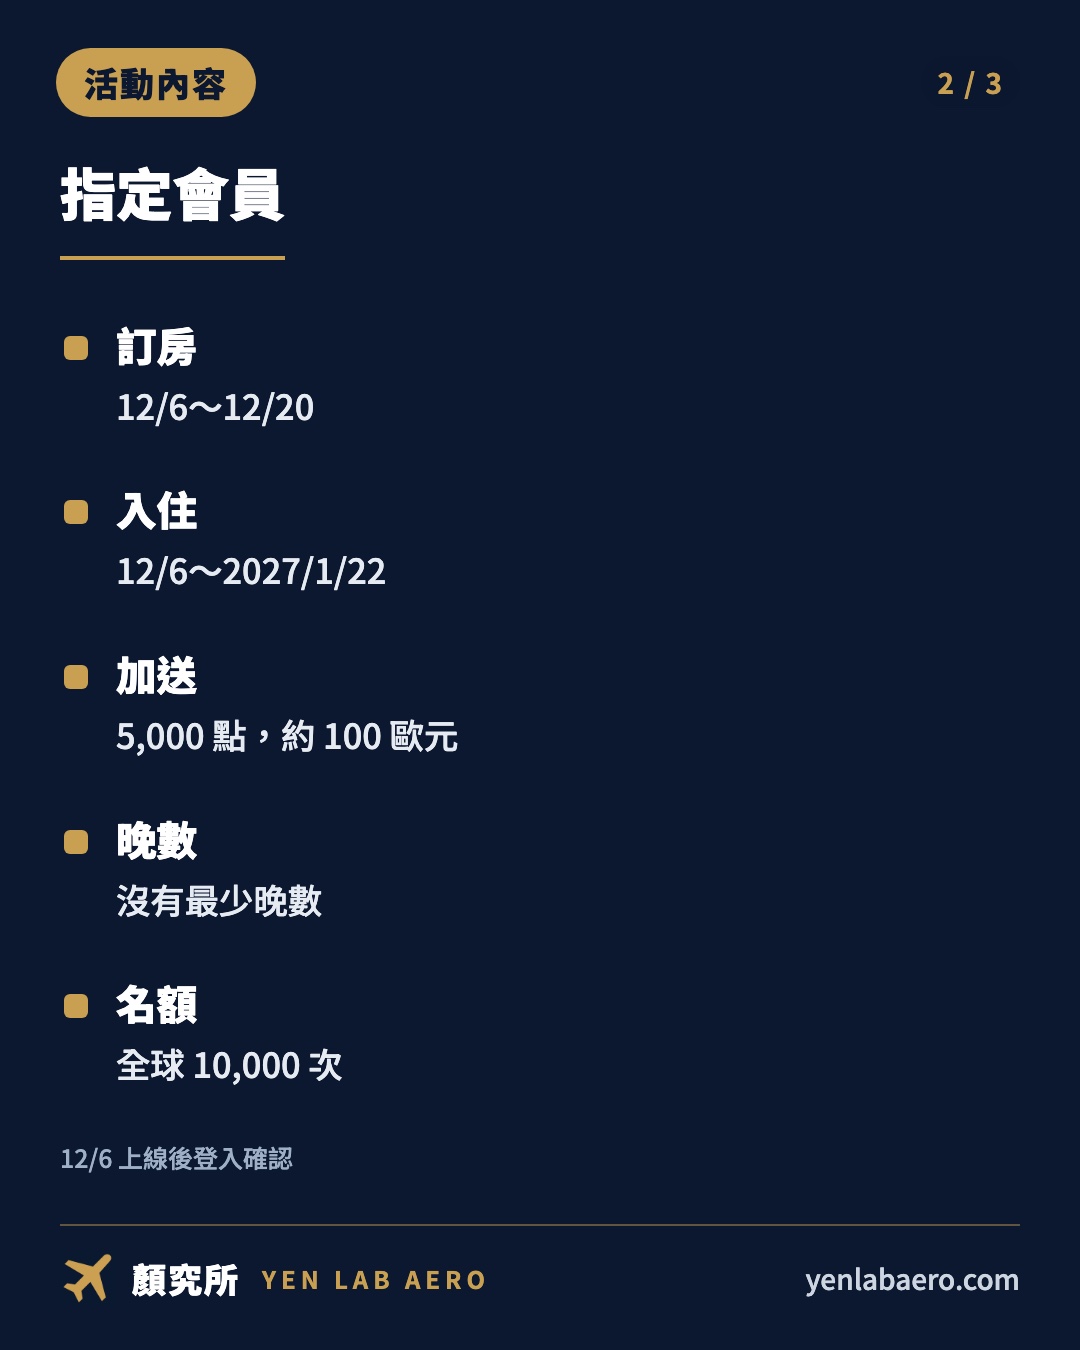 活動內容
2 / 3
指定會員
訂房
12/6～12/20
入住
12/6～2027/1/22
加送
5,000 點，約 100 歐元
晚數
沒有最少晚數
名額
全球 10,000 次
12/6 上線後登入確認
顏究所 YEN LAB AERO
yenlabaero.com